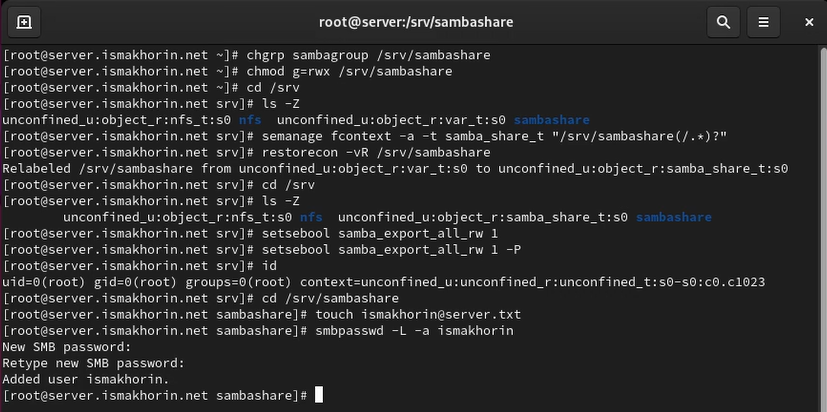 root@server:/srv/sambashare
[root@server.ismakhorin.net ~]# chgrp sambagroup /srv/sambashare
[root@server.ismakhorin.net ~]# chmod g=rwx /srv/sambashare
[root@server.ismakhorin.net ~]# cd /srv
[root@server.ismakhorin.net srv]# ls -Z
unconfined_u:object_r:nfs_t:s0 nfs  unconfined_u:object_r:var_t:s0 sambashare
[root@server.ismakhorin.net srv]# semanage fcontext -a -t samba_share_t "/srv/sambashare(/.*)?"
[root@server.ismakhorin.net srv]# restorecon -vR /srv/sambashare
Relabeled /srv/sambashare from unconfined_u:object_r:var_t:s0 to unconfined_u:object_r:samba_share_t:s0
[root@server.ismakhorin.net srv]# cd /srv
[root@server.ismakhorin.net srv]# ls -Z
        unconfined_u:object_r:nfs_t:s0 nfs  unconfined_u:object_r:samba_share_t:s0 sambashare
[root@server.ismakhorin.net srv]# setsebool samba_export_all_rw 1
[root@server.ismakhorin.net srv]# setsebool samba_export_all_rw 1 -P
[root@server.ismakhorin.net srv]# id
uid=0(root) gid=0(root) groups=0(root) context=unconfined_u:unconfined_r:unconfined_t:s0-s0:c0.c1023
[root@server.ismakhorin.net srv]# cd /srv/sambashare
[root@server.ismakhorin.net sambashare]# touch ismakhorin@server.txt
[root@server.ismakhorin.net sambashare]# smbpasswd -L -a ismakhorin
New SMB password:
Retype new SMB password:
Added user ismakhorin.
[root@server.ismakhorin.net sambashare]#